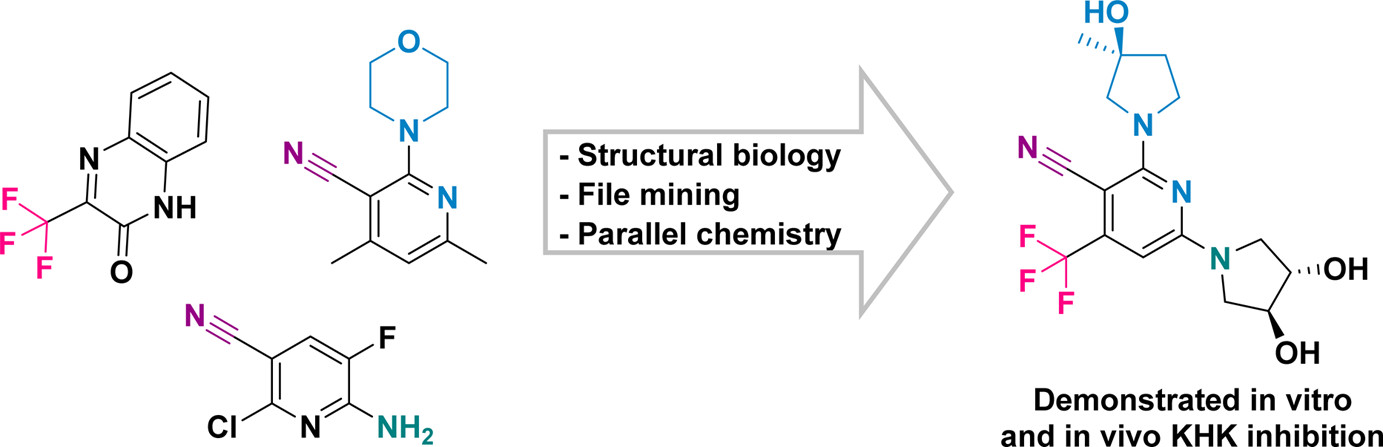 N
NH
O
F
F
F
O
N
N
N
N
F
Cl
N
NH2
- Structural biology
- File mining
- Parallel chemistry
HO
N
N
N
N
F
F
F
OH
OH
Demonstrated in vitro
and in vivo KHK inhibition